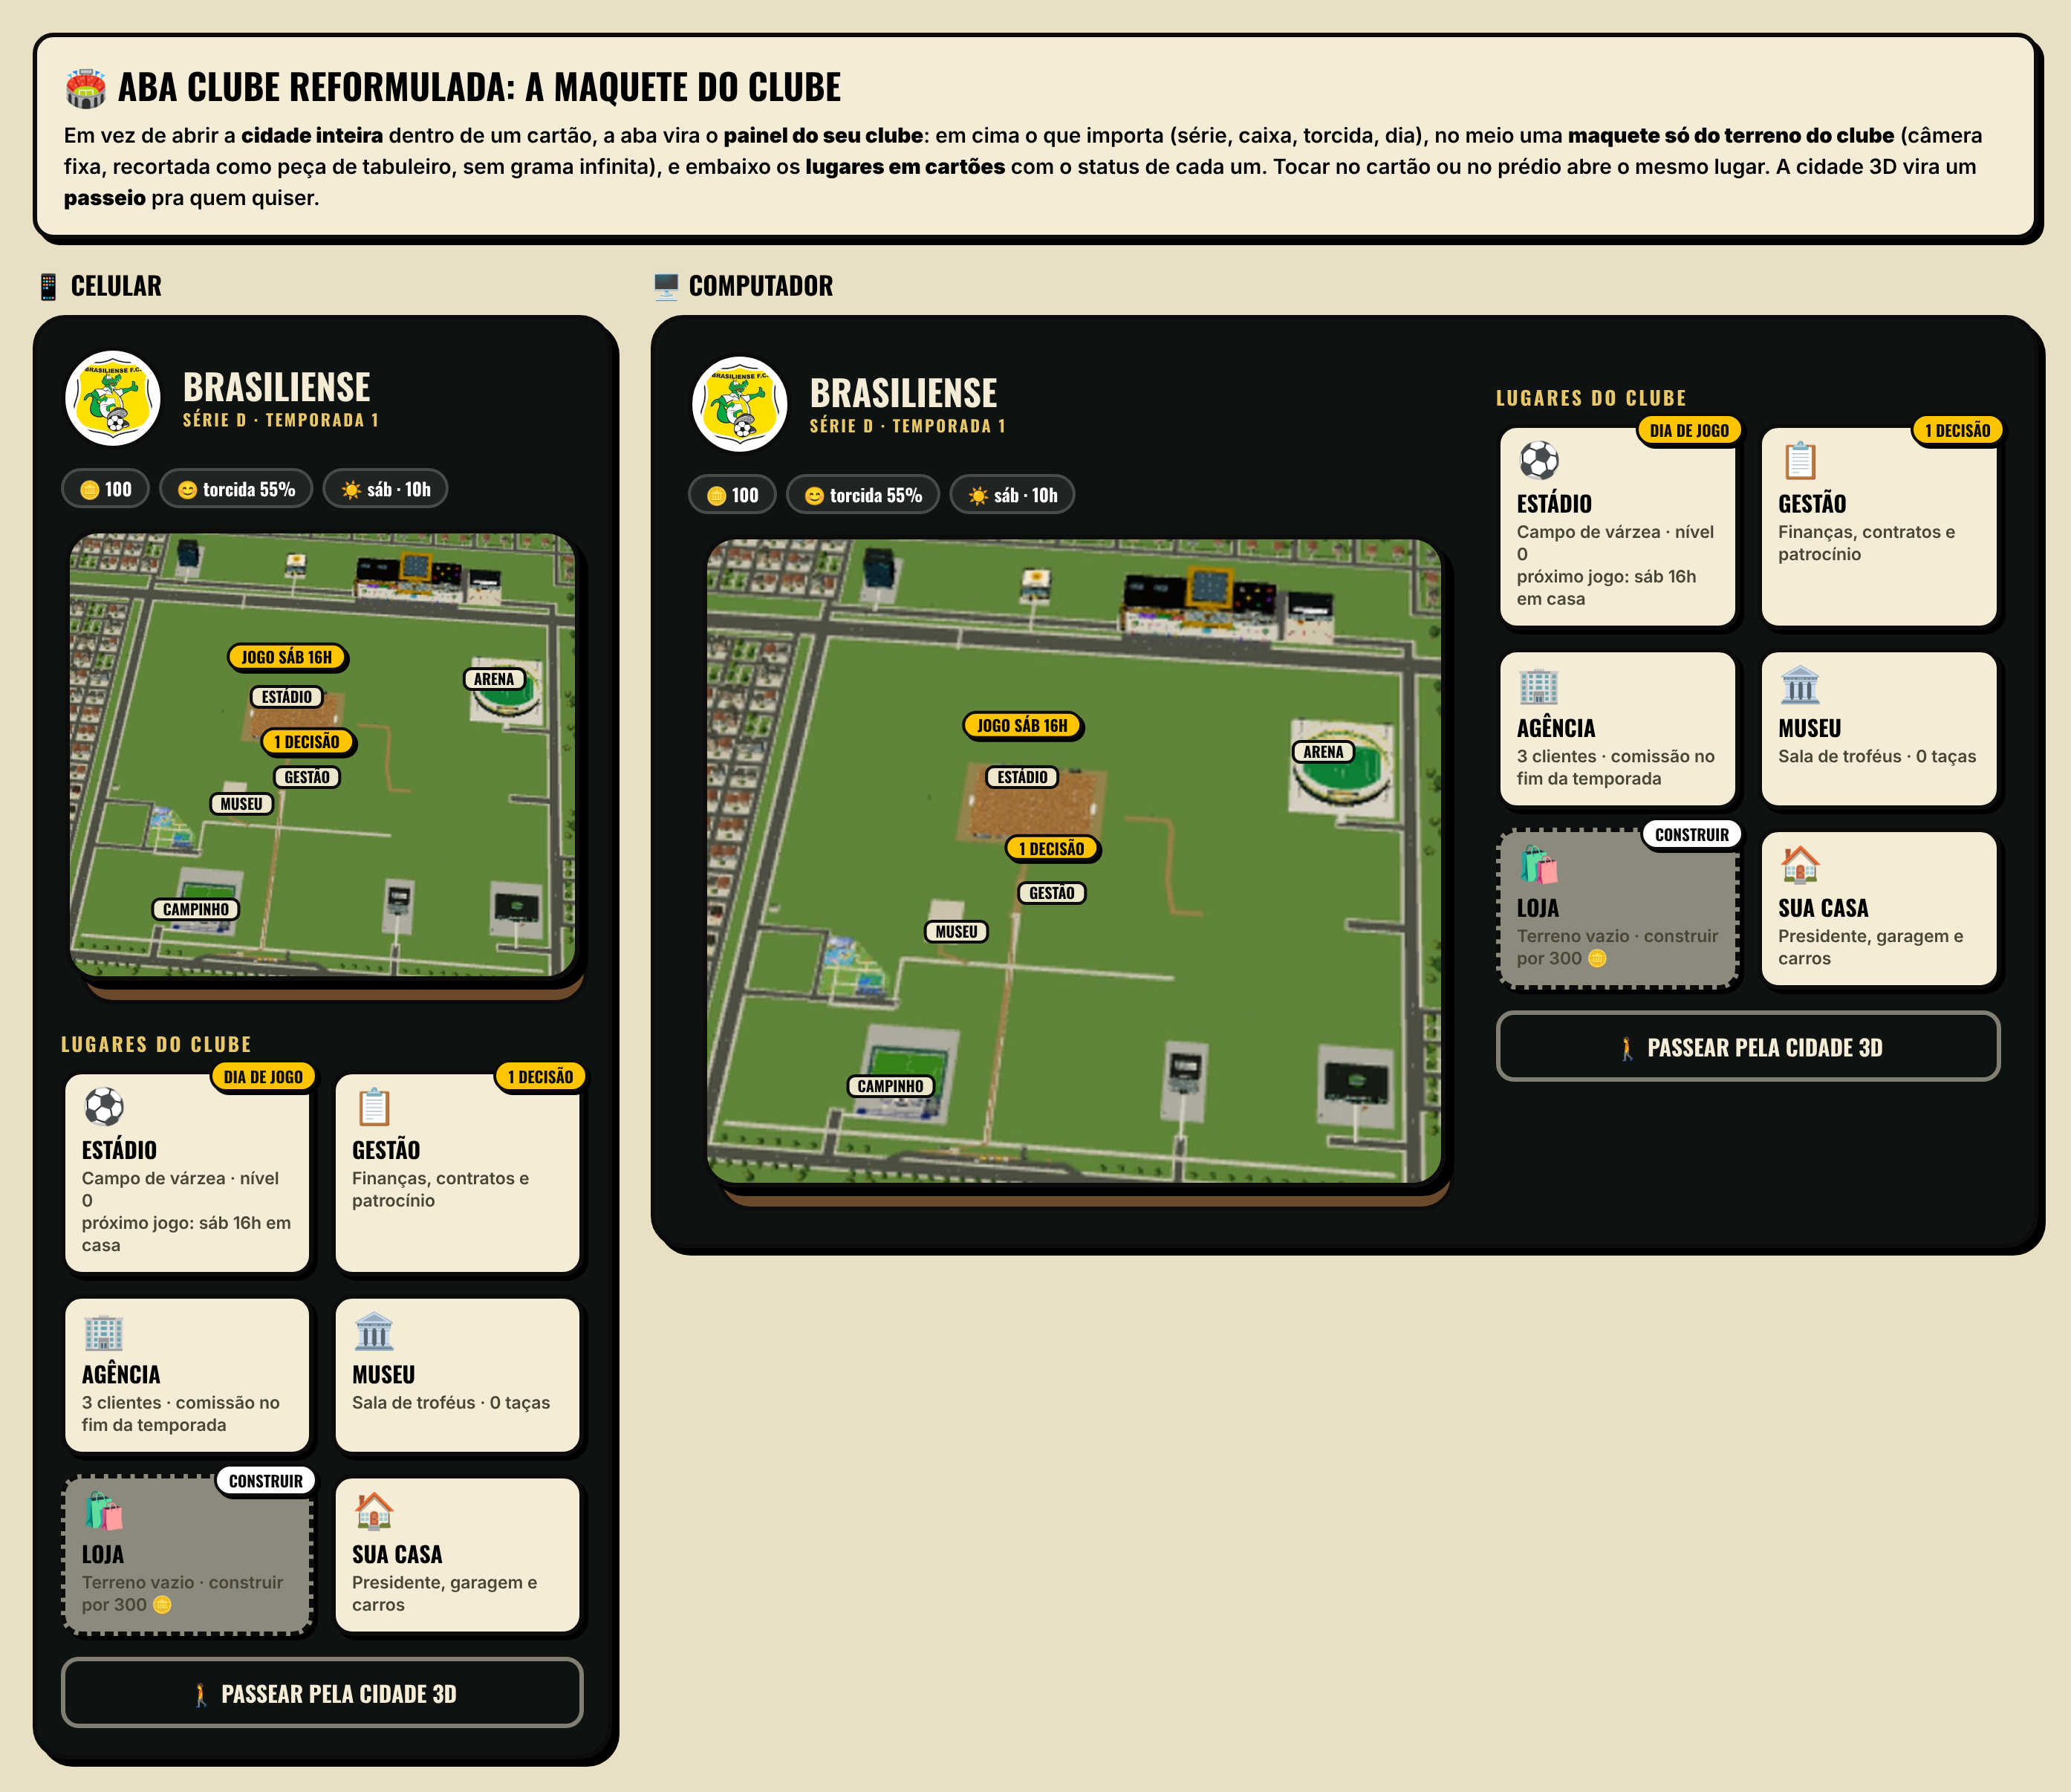 ABA CLUBE REFORMULADA: A MAQUETE DO CLUBE
Em vez de abrir a cidade inteira dentro de um cartão, a aba vira o painel do seu clube: em cima o que importa (série, caixa, torcida, dia), no meio uma maquete só do terreno do clube (câmera
fixa, recortada como peça de tabuleiro, sem grama infinita), e embaixo os lugares em cartões com o status de cada um. Tocar no cartão ou no prédio abre o mesmo lugar. A cidade 3D vira um
passeio pra quem quiser.
CELULAR
BRASILIENSE F.C.
BRASILIENSE
SÉRIE D · TEMPORADA 1
100
torcida 55%
sáb · 10h
JOGO SÁB 16H
ARENA
ESTÁDIO
1 DECISÃO
GESTÃO
MUSEU
CAMPINHO
LUGARES DO CLUBE
DIA DE JOGO
ESTÁDIO
Campo de várzea · nível
0
próximo jogo: sáb 16h em
casa
1 DECISÃO
GESTÃO
Finanças, contratos e
patrocínio
AGÊNCIA
3 clientes · comissão no
fim da temporada
MUSEU
Sala de troféus · 0 taças
CONSTRUIR
LOJA
Terreno vazio · construir
por 300
SUA CASA
Presidente, garagem e
carros
PASSEAR PELA CIDADE 3D
COMPUTADOR
BRASILIENSE F.C.
BRASILIENSE
SÉRIE D · TEMPORADA 1
100
torcida 55%
sáb · 10h
JOGO SÁB 16H
ARENA
ESTÁDIO
1 DECISÃO
GESTÃO
MUSEU
CAMPINHO
LUGARES DO CLUBE
DIA DE JOGO
ESTÁDIO
Campo de várzea · nível
0
próximo jogo: sáb 16h
em casa
1 DECISÃO
GESTÃO
Finanças, contratos e
patrocínio
AGÊNCIA
3 clientes · comissão no
fim da temporada
MUSEU
Sala de troféus · 0 taças
CONSTRUIR
LOJA
Terreno vazio · construir
por 300
SUA CASA
Presidente, garagem e
carros
PASSEAR PELA CIDADE 3D